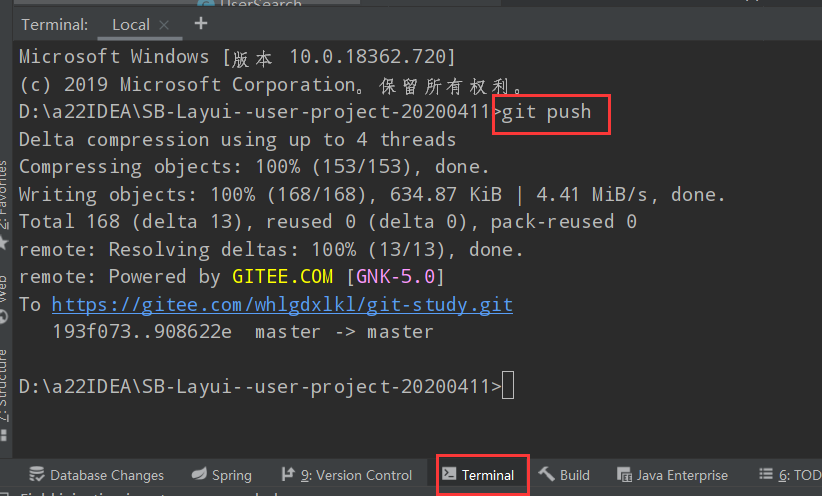 UserSearch
Terminal: Local × +
Microsoft Windows [版本 10.0.18362.720]
(c) 2019 Microsoft Corporation。保留所有权利。
D:\a22IDEA\SB-Layui--user-project-20200411>git push
Delta compression using up to 4 threads
Compressing objects: 100% (153/153), done.
Writing objects: 100% (168/168), 634.87 KiB | 4.41 MiB/s, done.
Total 168 (delta 13), reused 0 (delta 0), pack-reused 0
remote: Resolving deltas: 100% (13/13), done.
remote: Powered by GITEE.COM [GNK-5.0]
To https://gitee.com/whlgdxlkl/git-study.git
193f073..908622e master -> master
D:\a22IDEA\SB-Layui--user-project-20200411>
2: Favorites
Web
7: Structure
Database Changes Spring 9: Version Control Terminal Build Java Enterprise 6: TOD